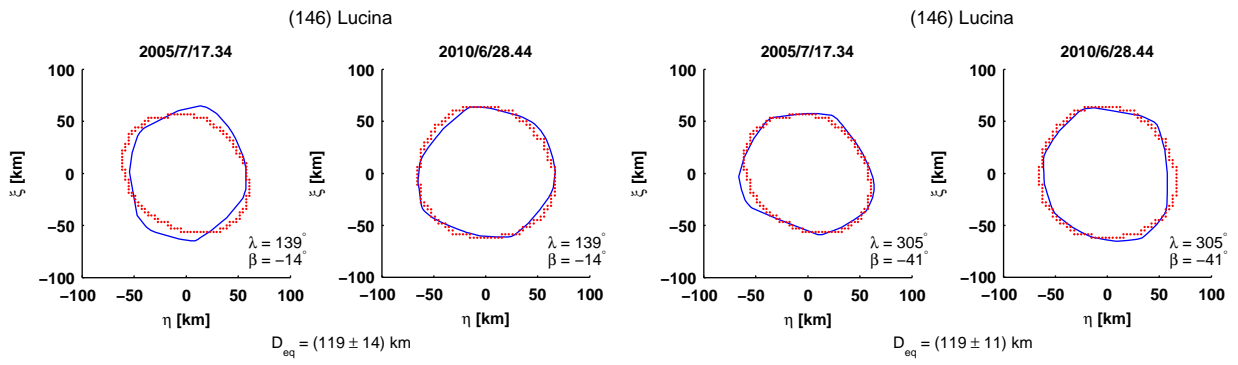 (146) Lucina
2005/7/17.34
2010/6/28.44
100
50
0
−50
−100
ξ [km]
−100 −50 0 50 100
η [km]
λ = 139°
β = −14°
100
50
0
−50
−100
ξ [km]
−100 −50 0 50 100
η [km]
λ = 139°
β = −14°
D_eq = (119 ± 14) km
(146) Lucina
2005/7/17.34
2010/6/28.44
100
50
0
−50
−100
ξ [km]
−100 −50 0 50 100
η [km]
λ = 305°
β = −41°
100
50
0
−50
−100
ξ [km]
−100 −50 0 50 100
η [km]
λ = 305°
β = −41°
D_eq = (119 ± 11) km